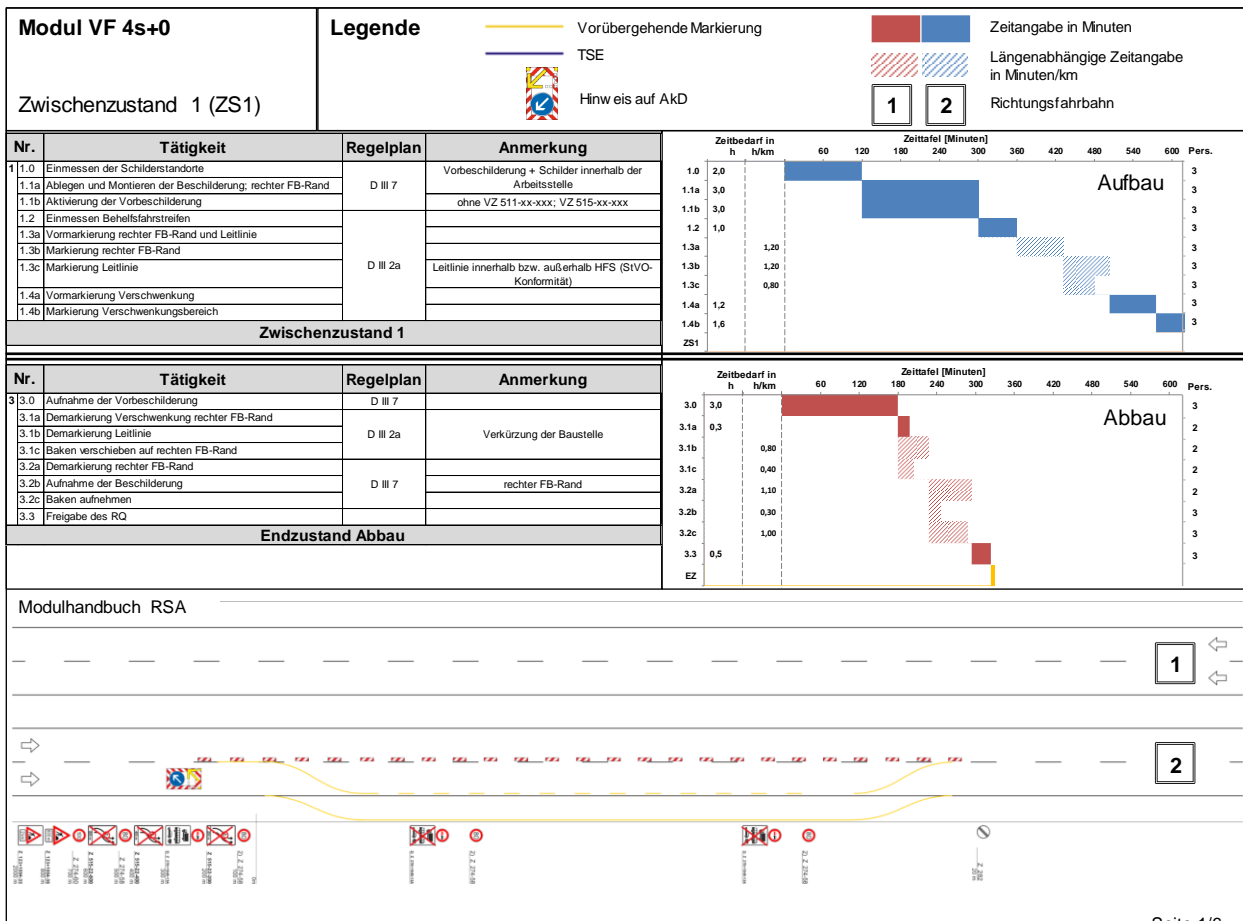 Modul VF 4s+0
Zwischenzustand 1 (ZS1)
Legende
Vorübergehende Markierung
TSE
Hinweis auf AkD
Zeitangabe in Minuten
Längenabhängige Zeitangabe
in Minuten/km
1 2 Richtungsfahrbahn
Nr. Tätigkeit Regelplan Anmerkung
1 1.0 Einmessen der Schilderstandorte
1.1a Ablegen und Montieren der Beschilderung; rechter FB-Rand
1.1b Aktivierung der Vorbeschilderung
D III 7
Vorbeschilderung + Schilder innerhalb der
Arbeitsstelle
ohne VZ 511-xx-xxx; VZ 515-xx-xxx
1.2 Einmessen Behelfsfahrstreifen
1.3a Vormarkierung rechter FB-Rand und Leitlinie
1.3b Markierung rechter FB-Rand
1.3c Markierung Leitlinie
D III 2a
Leitlinie innerhalb bzw. außerhalb HFS (StVO-
Konformität)
1.4a Vormarkierung Verschwenkung
1.4b Markierung Verschwenkungsbereich
Zwischenzustand 1
Zeitbedarf in
h h/km
Zeittafel [Minuten]
60 120 180 240 300 360 420 480 540 600 Pers.
Aufbau
1.0 2,0 3
1.1a 3,0 3
1.1b 3,0 3
1.2 1,0 3
1.3a 1,20 3
1.3b 1,20 3
1.3c 0,80 3
1.4a 1,2 3
1.4b 1,6 3
ZS1
Nr. Tätigkeit Regelplan Anmerkung
3 3.0 Aufnahme der Vorbeschilderung D III 7
3.1a Demarkierung Verschwenkung rechter FB-Rand
3.1b Demarkierung Leitlinie
3.1c Baken verschieben auf rechten FB-Rand
D III 2a
Verkürzung der Baustelle
3.2a Demarkierung rechter FB-Rand
3.2b Aufnahme der Beschilderung
3.2c Baken aufnehmen
D III 7
rechter FB-Rand
3.3 Freigabe des RQ
Endzustand Abbau
Zeitbedarf in
h h/km
Zeittafel [Minuten]
60 120 180 240 300 360 420 480 540 600 Pers.
Abbau
3.0 3,0 3
3.1a 0,3 2
3.1b 0,80 2
3.1c 0,40 2
3.2a 1,10 2
3.2b 0,30 3
3.2c 1,00 3
3.3 0,5 3
EZ
Modulhandbuch RSA
1
2